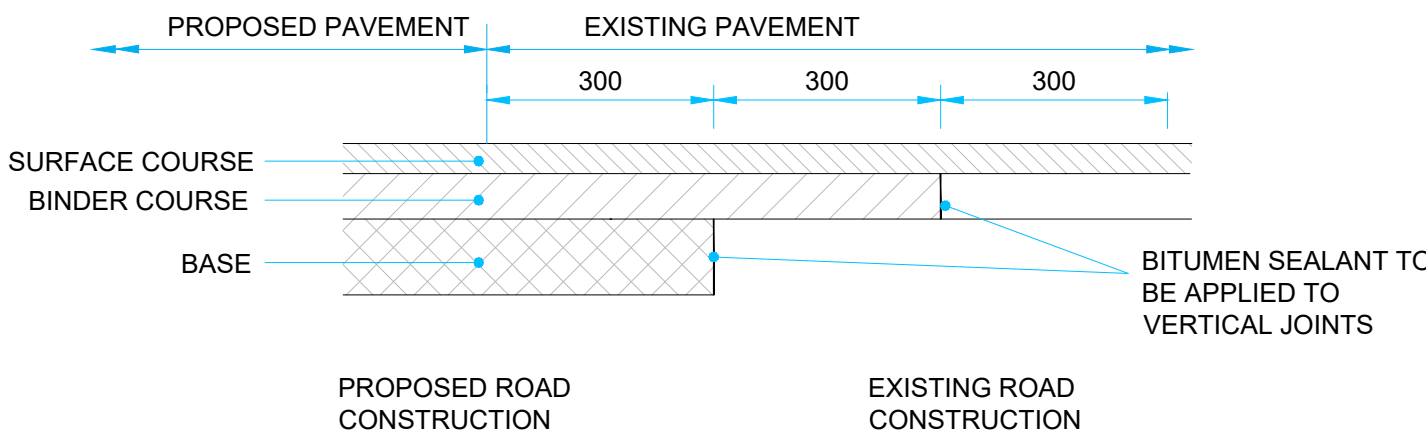 PROPOSED PAVEMENT
EXISTING PAVEMENT
300
300
300
SURFACE COURSE
BINDER COURSE
BASE
BITUMEN SEALANT TO
BE APPLIED TO
VERTICAL JOINTS
PROPOSED ROAD
CONSTRUCTION
EXISTING ROAD
CONSTRUCTION